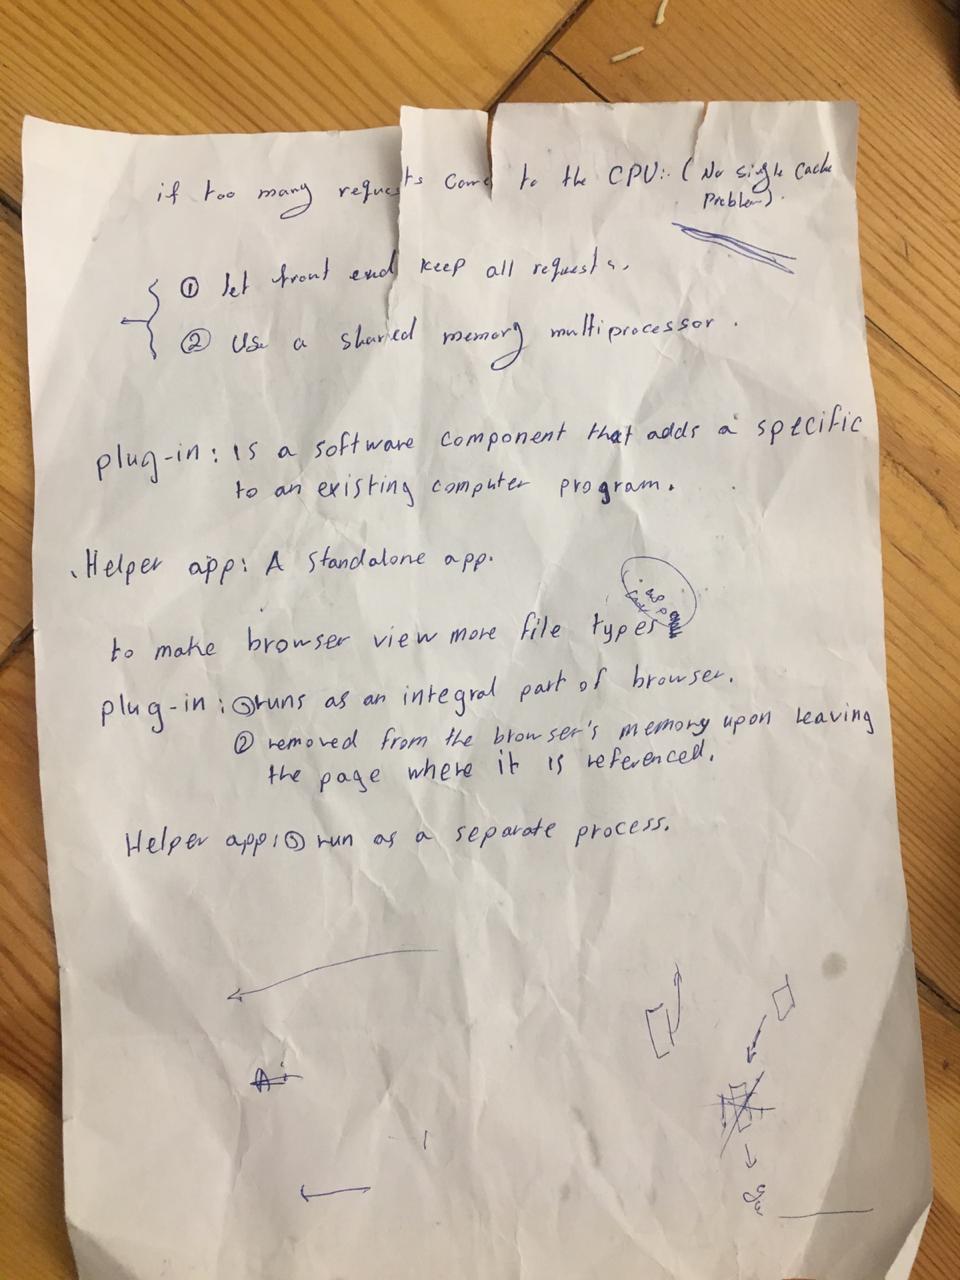 if too many requests come to the CPU: (No single Cache
Problem).
① let front end keep all requests.
② Use a shared memory multiprocessor.
plug-in: is a software component that adds a specific
to an existing computer program.
Helper app: A standalone app.
to make browser view more file types
plug-in: ① runs as an integral part of browser.
② removed from the browser's memory upon leaving
the page where it is referenced.
Helper app: ① run as a separate process.